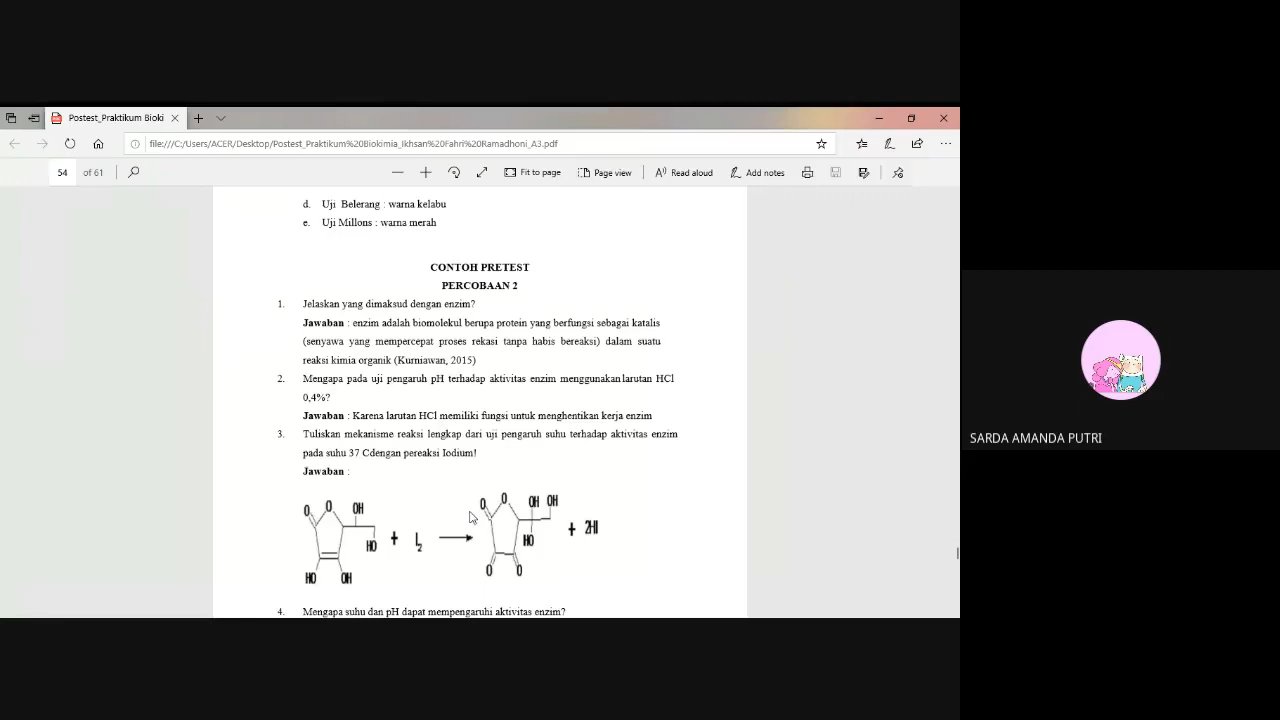 Postest_Praktikum Bioki
file:///C:/Users/ACER/Desktop/Postest_Praktikum%20Biokimia_Ikhsan%20Fahri%20Ramadhoni_A3.pdf
54 of 61
Fit to page
Page view
Read aloud
Add notes
d. Uji Belerang : warna kelabu
e. Uji Millons : warna merah
CONTOH PRETEST
PERCOBAAN 2
1. Jelaskan yang dimaksud dengan enzim?
Jawaban : enzim adalah biomolekul berupa protein yang berfungsi sebagai katalis
(senyawa yang mempercepat proses rekasi tanpa habis bereaksi) dalam suatu
reaksi kimia organik (Kurniawan, 2015)
2. Mengapa pada uji pengaruh pH terhadap aktivitas enzim menggunakan larutan HCl
0,4%?
Jawaban : Karena larutan HCl memiliki fungsi untuk menghentikan kerja enzim
3. Tuliskan mekanisme reaksi lengkap dari uji pengaruh suhu terhadap aktivitas enzim
pada suhu 37 Cdengan pereaksi Iodium!
Jawaban :
O O OH HO HO OH + I2
O O OH OH HO O O + 2HI
4. Mengapa suhu dan pH dapat mempengaruhi aktivitas enzim?
SARDA AMANDA PUTRI